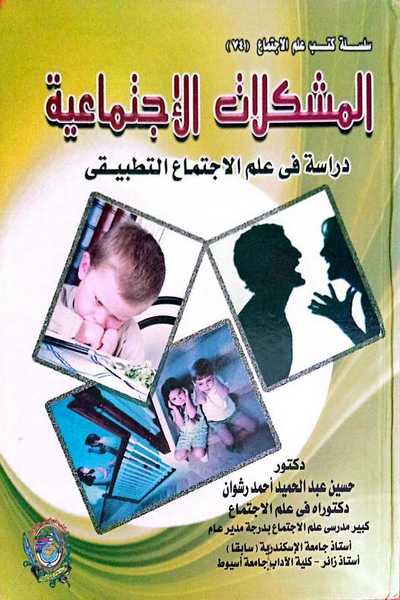 سلسلة كتب علم الاجتماع (٧٤)
المشكلات الإجتماعية
دراسة فى علم الاجتماع التطبيقى
دكتور
حسين عبد الحميد أحمد رشوان
دكتوراه فى علم الاجتماع
كبير مدرسى علم الاجتماع بدرجة مدير عام
أستاذ جامعة الإسكندرية (سابقا)
أستاذ زائر - كلية الآداب جامعة أسيوط